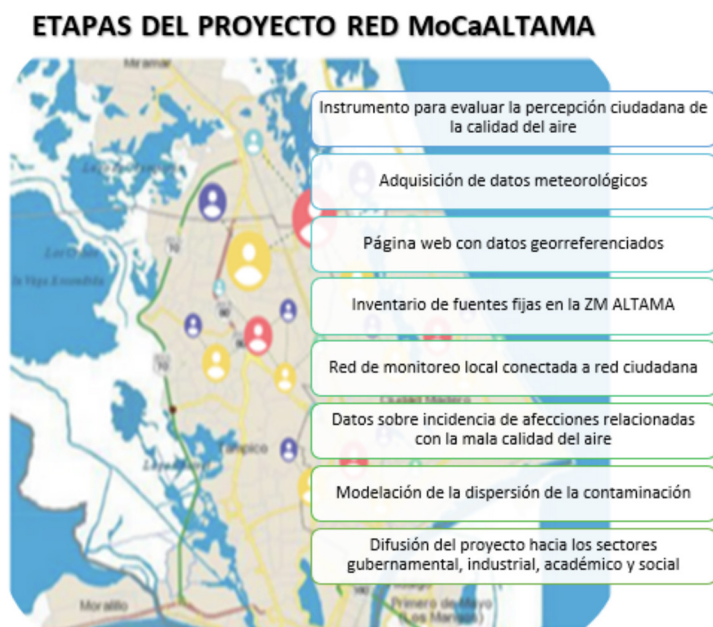 ETAPAS DEL PROYECTO RED MoCaALTAMA
Miramar
Instrumento para evaluar la percepción ciudadana de
la calidad del aire
Adquisición de datos meteorológicos
Página web con datos georreferenciados
Inventario de fuentes fijas en la ZM ALTAMA
Red de monitoreo local conectada a red ciudadana
Ciudad Madero
Datos sobre incidencia de afecciones relacionadas
con la mala calidad del aire
Tampico
Modelación de la dispersión de la contaminación
Difusión del proyecto hacia los sectores
gubernamental, industrial, académico y social
Moralillo
Primero de Mayo
(Los Mangos)